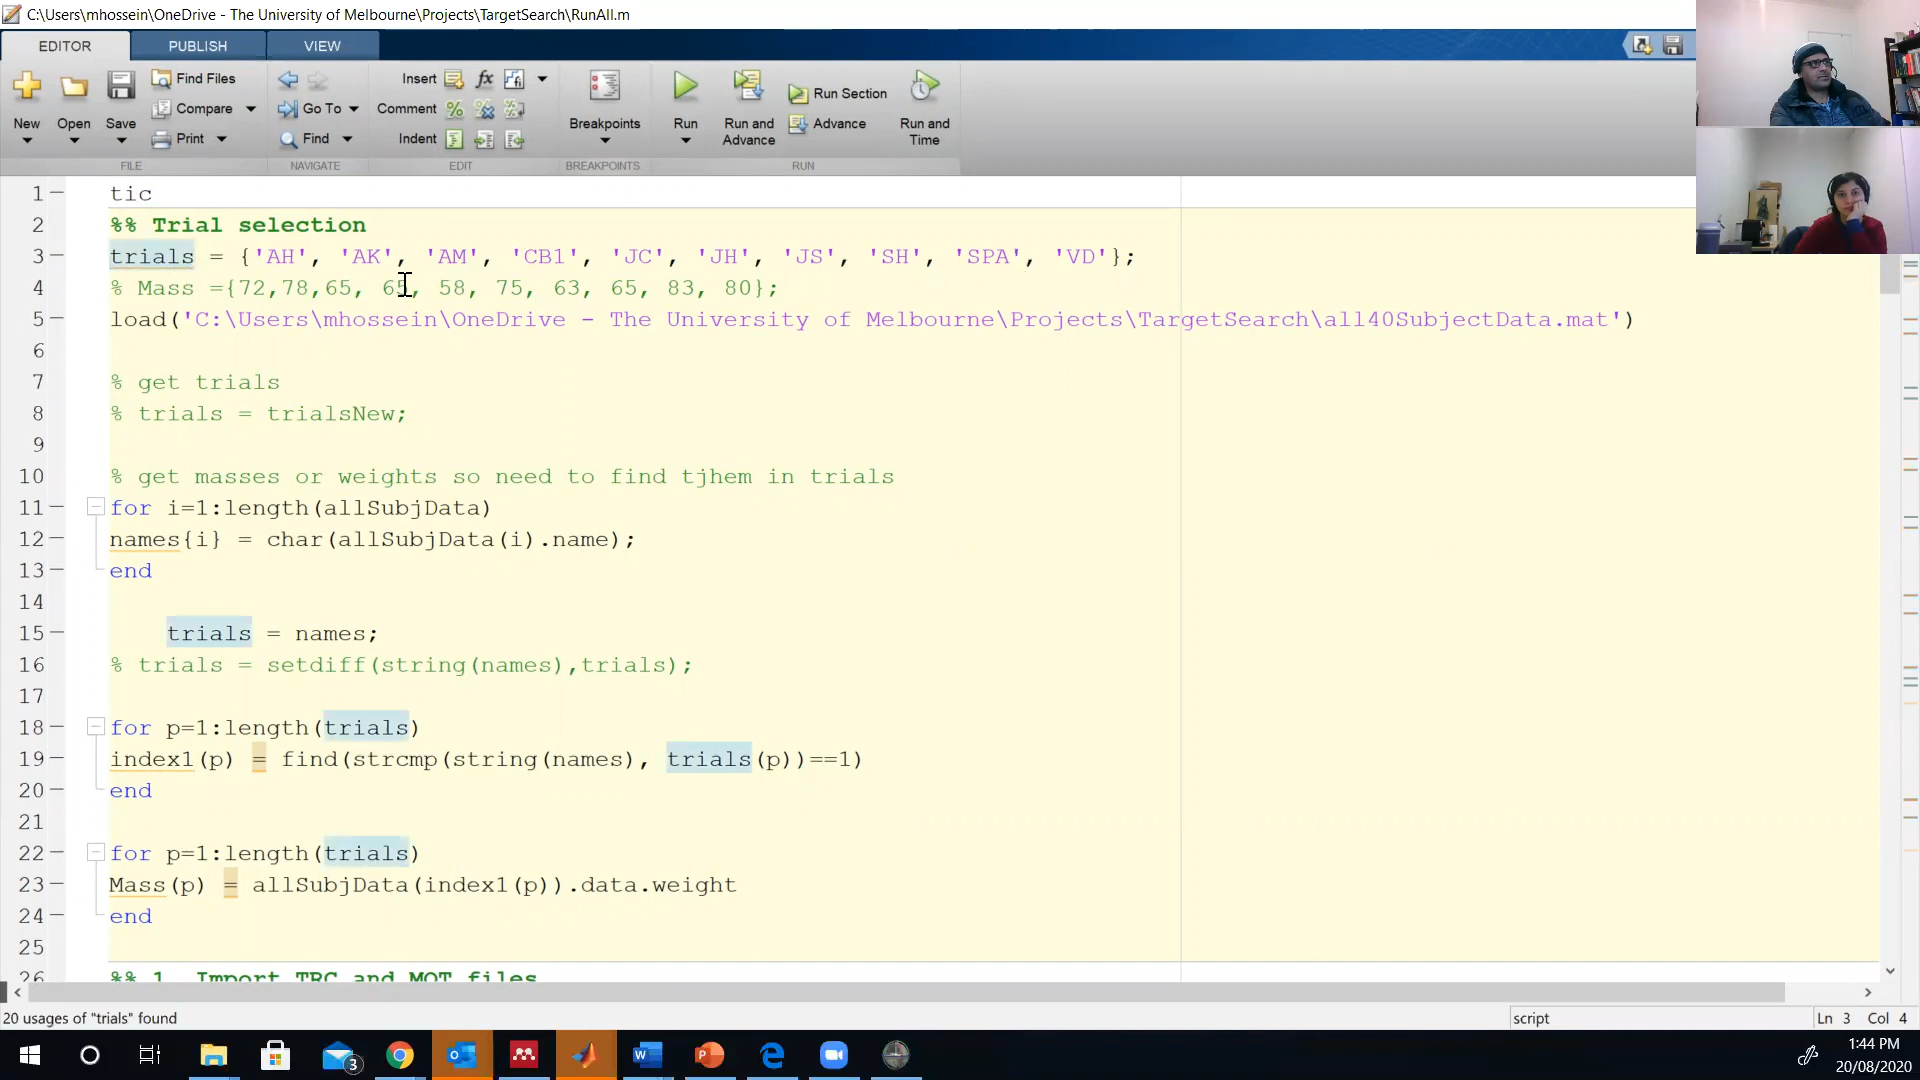 C:\Users\mhossein\OneDrive - The University of Melbourne\Projects\TargetSearch\RunAll.m
EDITOR PUBLISH VIEW
New
Open
Save
Find Files
Compare
Print
FILE
Go To
Find
NAVIGATE
Insert
Comment
Indent
EDIT
Breakpoints
BREAKPOINTS
Run
Run and
Advance
Run Section
Advance
Run and
Time
RUN
1 tic
2 %% Trial selection
3 trials = {'AH', 'AK', 'AM', 'CB1', 'JC', 'JH', 'JS', 'SH', 'SPA', 'VD'};
4 % Mass ={72,78,65, 65, 58, 75, 63, 65, 83, 80};
5 load('C:\Users\mhossein\OneDrive - The University of Melbourne\Projects\TargetSearch\all40SubjectData.mat')
6
7 % get trials
8 % trials = trialsNew;
9
10 % get masses or weights so need to find tjhem in trials
11 for i=1:length(allSubjData)
12 names{i} = char(allSubjData(i).name);
13 end
14
15 trials = names;
16 % trials = setdiff(string(names),trials);
17
18 for p=1:length(trials)
19 index1(p) = find(strcmp(string(names), trials(p))==1)
20 end
21
22 for p=1:length(trials)
23 Mass(p) = allSubjData(index1(p)).data.weight
24 end
25
26 %% 1. Import TRC and MOT files
20 usages of "trials" found
script
Ln 3 Col 4
3
1:44 PM
20/08/2020